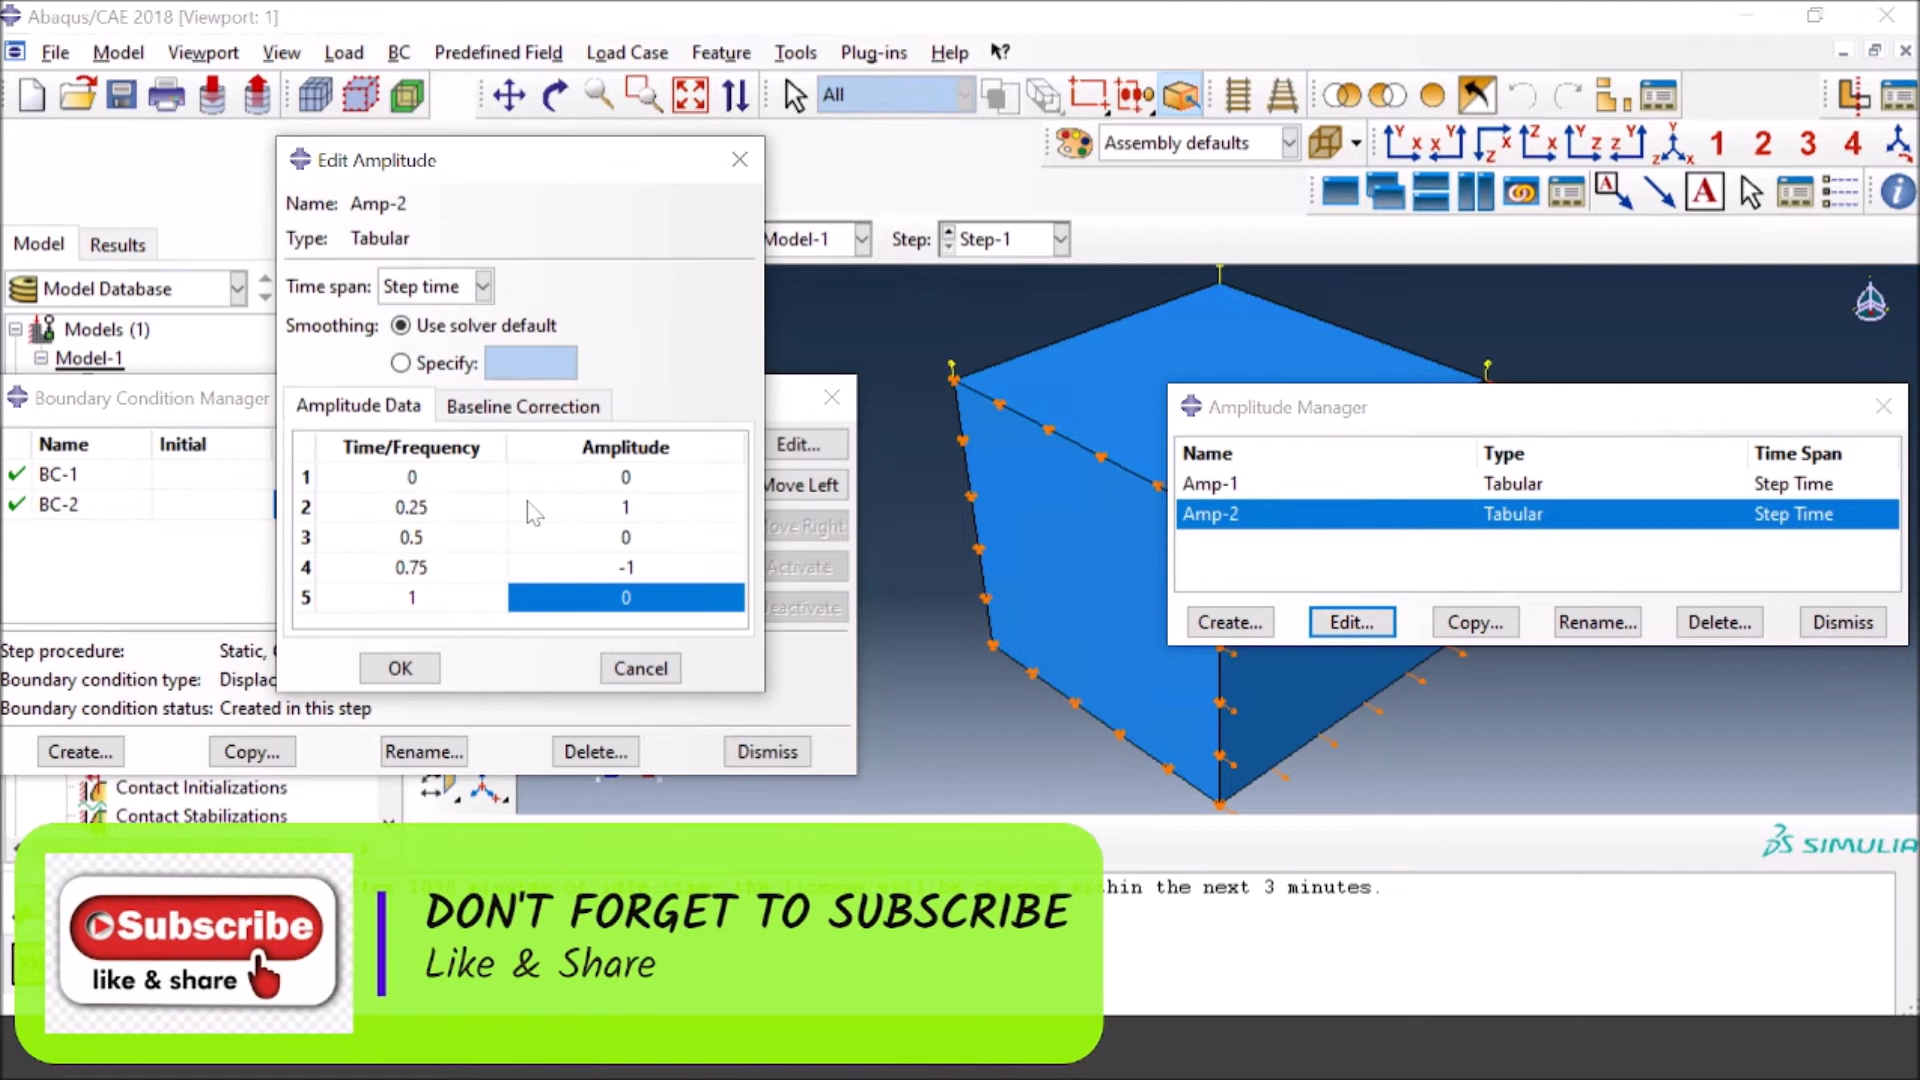 Abaqus/CAE 2018 [Viewport: 1]
File Model Viewport View Load BC Predefined Field Load Case Feature Tools Plug-ins Help
All
Assembly defaults
1 2 3 4
Edit Amplitude
Name: Amp-2
Type: Tabular
Model Results
Model-1 Step: Step-1
Model Database
Time span: Step time
Smoothing: Use solver default
Specify:
Models (1)
Model-1
Boundary Condition Manager
Name Initial
BC-1
BC-2
Edit...
Move Left
Move Right
Activate
Deactivate
Amplitude Data Baseline Correction
Time/Frequency Amplitude
1 0 0
2 0.25 1
3 0.5 0
4 0.75 -1
5 1 0
OK Cancel
Amplitude Manager
Name Type Time Span
Amp-1 Tabular Step Time
Amp-2 Tabular Step Time
Create... Edit... Copy... Rename... Delete... Dismiss
Step procedure: Static,
Boundary condition type: Displac
Boundary condition status: Created in this step
Create... Copy... Rename... Delete... Dismiss
Contact Initializations
Contact Stabilizations
SIMULIA
within the next 3 minutes.
Subscribe
like & share
DON'T FORGET TO SUBSCRIBE
Like & Share